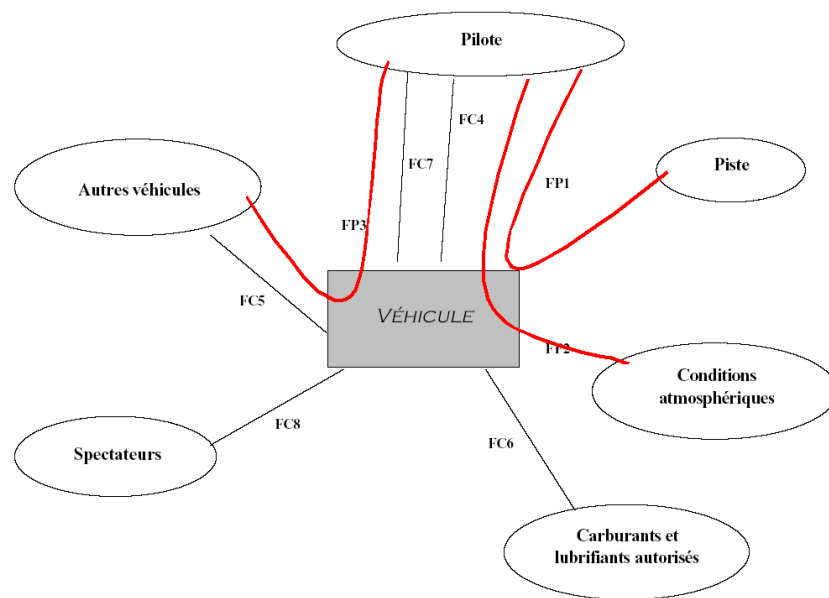 Pilote
FC4
FC7
Piste
FP1
Autres véhicules
FP3
FC5
VÉHICULE
FP2
Conditions
atmosphériques
FC8
FC6
Spectateurs
Carburants et
lubrifiants autorisés